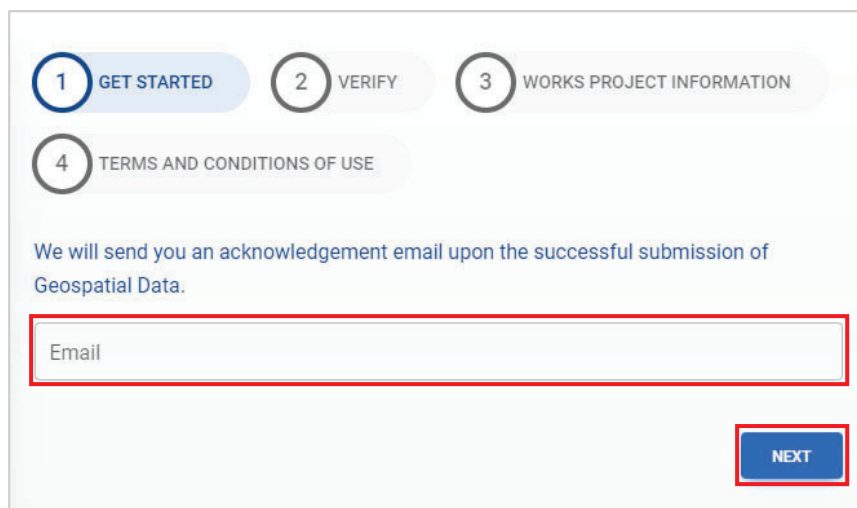 1 GET STARTED 2 VERIFY 3 WORKS PROJECT INFORMATION
4 TERMS AND CONDITIONS OF USE
We will send you an acknowledgement email upon the successful submission of
Geospatial Data.
Email
NEXT